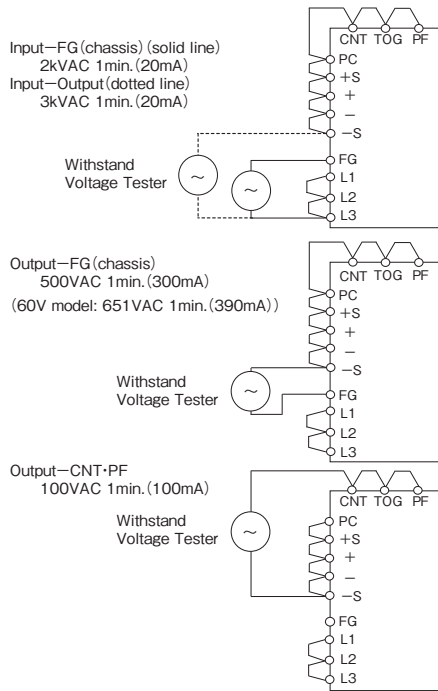 Input−FG(chassis)(solid line)
2kVAC 1min.(20mA)
Input−Output(dotted line)
3kVAC 1min.(20mA)
Withstand
Voltage Tester
~
~
CNT TOG PF
PC
+S
+
−
−S
FG
L1
L2
L3
Output−FG(chassis)
500VAC 1min.(300mA)
(60V model: 651VAC 1min.(390mA))
Withstand
Voltage Tester
~
CNT TOG PF
PC
+S
+
−
−S
FG
L1
L2
L3
Output−CNT・PF
100VAC 1min.(100mA)
Withstand
Voltage Tester
~
CNT TOG PF
PC
+S
+
−
−S
FG
L1
L2
L3